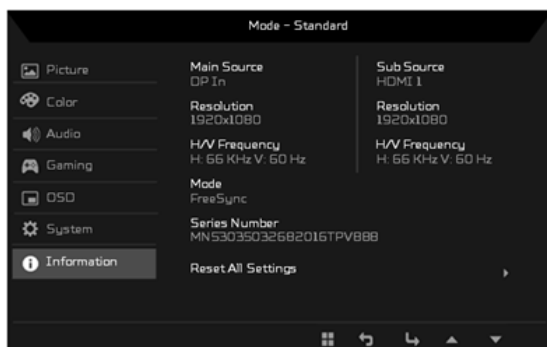 Mode - Standard
Picture
Color
Audio
Gaming
OSD
System
Information
Main Source
DP In
Resolution
1920x1080
H/V Frequency
H: 66 KHz V: 60 Hz
Sub Source
HDMI 1
Resolution
1920x1080
H/V Frequency
H: 66 KHz V: 60 Hz
Mode
FreeSync
Series Number
MN53035032682016TPV888
Reset All Settings